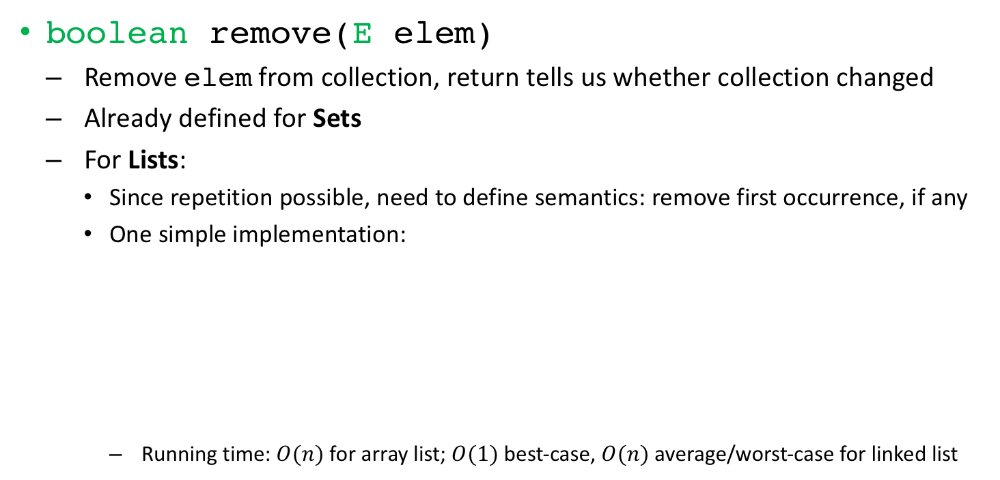 • boolean remove(E elem)
– Remove elem from collection, return tells us whether collection changed
– Already defined for Sets
– For Lists:
• Since repetition possible, need to define semantics: remove first occurrence, if any
• One simple implementation:
– Running time: O(n) for array list; O(1) best-case, O(n) average/worst-case for linked list